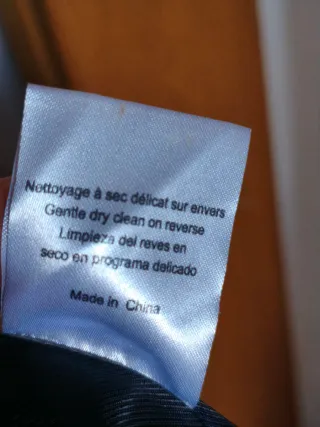 Nettoyage à sec délicat sur envers
Gentle dry clean on reverse
Limpieza del reves en
seco en programa delicado
Made in China